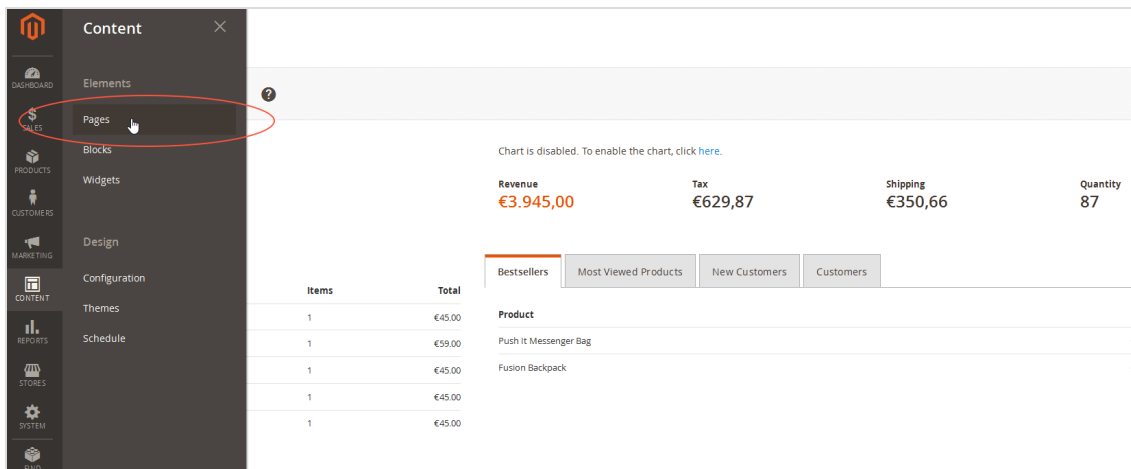 Content
DASHBOARD
Elements
$
SALES
Pages
PRODUCTS
Blocks
Widgets
CUSTOMERS
MARKETING
Design
CONTENT
Configuration
REPORTS
Themes
STORES
Schedule
SYSTEM
FIND
?
Chart is disabled. To enable the chart, click here.
Revenue Tax Shipping Quantity
€3.945,00 €629,87 €350,66 87
Items Total
1 €45.00
1 €59.00
1 €45.00
1 €45.00
1 €45.00
Bestsellers Most Viewed Products New Customers Customers
Product
Push It Messenger Bag
Fusion Backpack